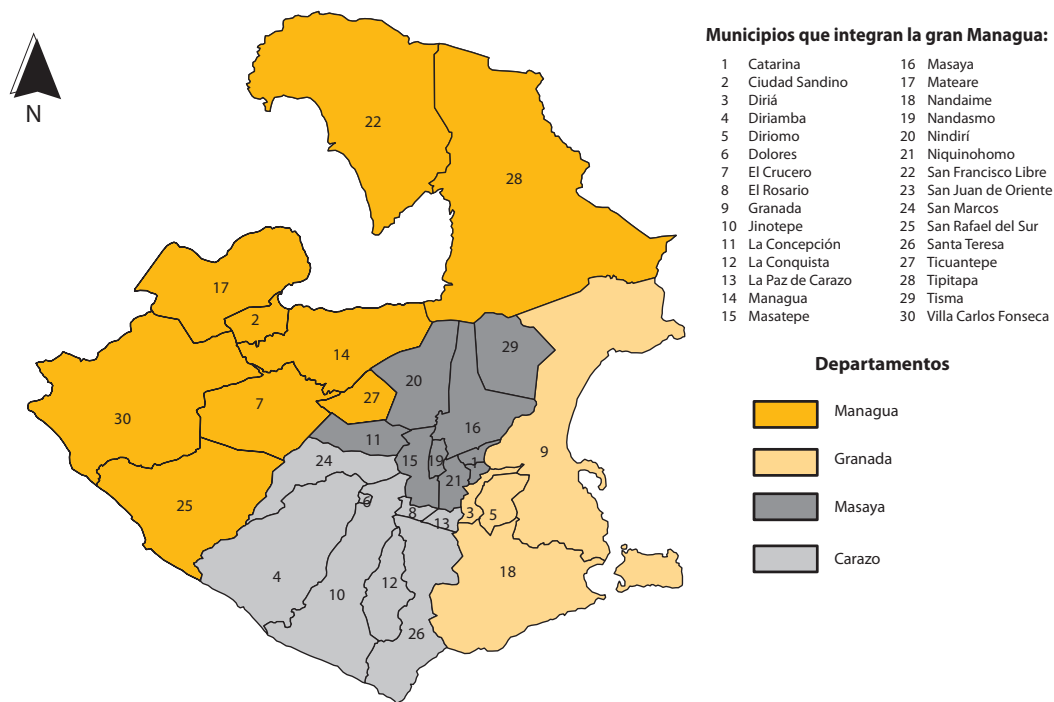 Municipios que integran la gran Managua:
1 Catarina
2 Ciudad Sandino
3 Diriá
4 Diriamba
5 Diriomo
6 Dolores
7 El Crucero
8 El Rosario
9 Granada
10 Jinotepe
11 La Concepción
12 La Conquista
13 La Paz de Carazo
14 Managua
15 Masatepe
16 Masaya
17 Mateare
18 Nandaime
19 Nandasmo
20 Nindirí
21 Niquinohomo
22 San Francisco Libre
23 San Juan de Oriente
24 San Marcos
25 San Rafael del Sur
26 Santa Teresa
27 Ticuantepe
28 Tipitapa
29 Tisma
30 Villa Carlos Fonseca
Departamentos
Managua
Granada
Masaya
Carazo
N
22
28
17
2
14
29
20
27
7
30
16
11
9
24
15
19
1
21
25
6
8
13
3
5
4
10
12
18
26